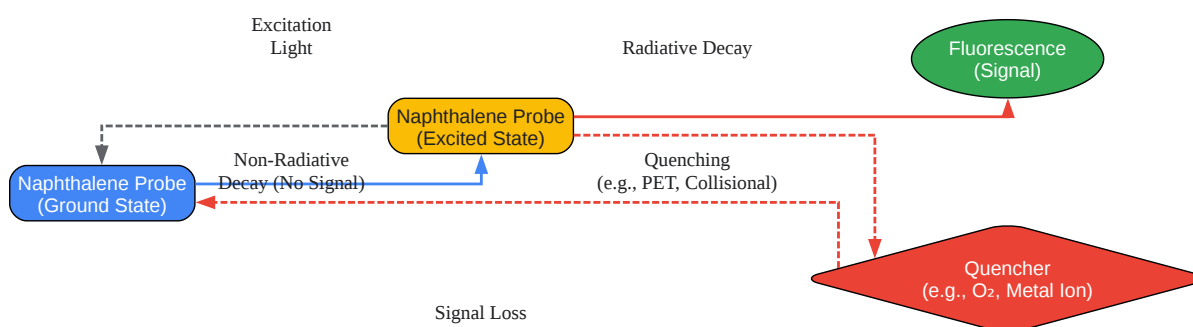 Excitation
Light
Radiative Decay
Fluorescence
(Signal)
Naphthalene Probe
(Excited State)
Naphthalene Probe
(Ground State)
Non-Radiative
Decay (No Signal)
Quenching
(e.g., PET, Collisional)
Quencher
(e.g., O₂, Metal Ion)
Signal Loss